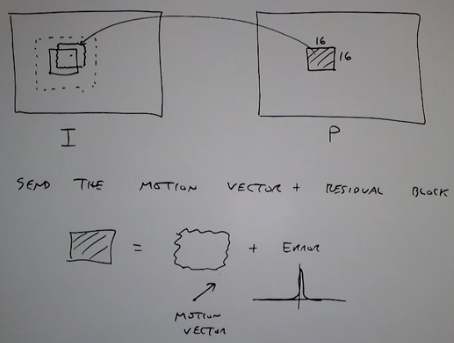 16
16
I
P
SEND THE MOTION VECTOR + RESIDUAL BLOCK
= + ERROR
MOTION
VECTOR